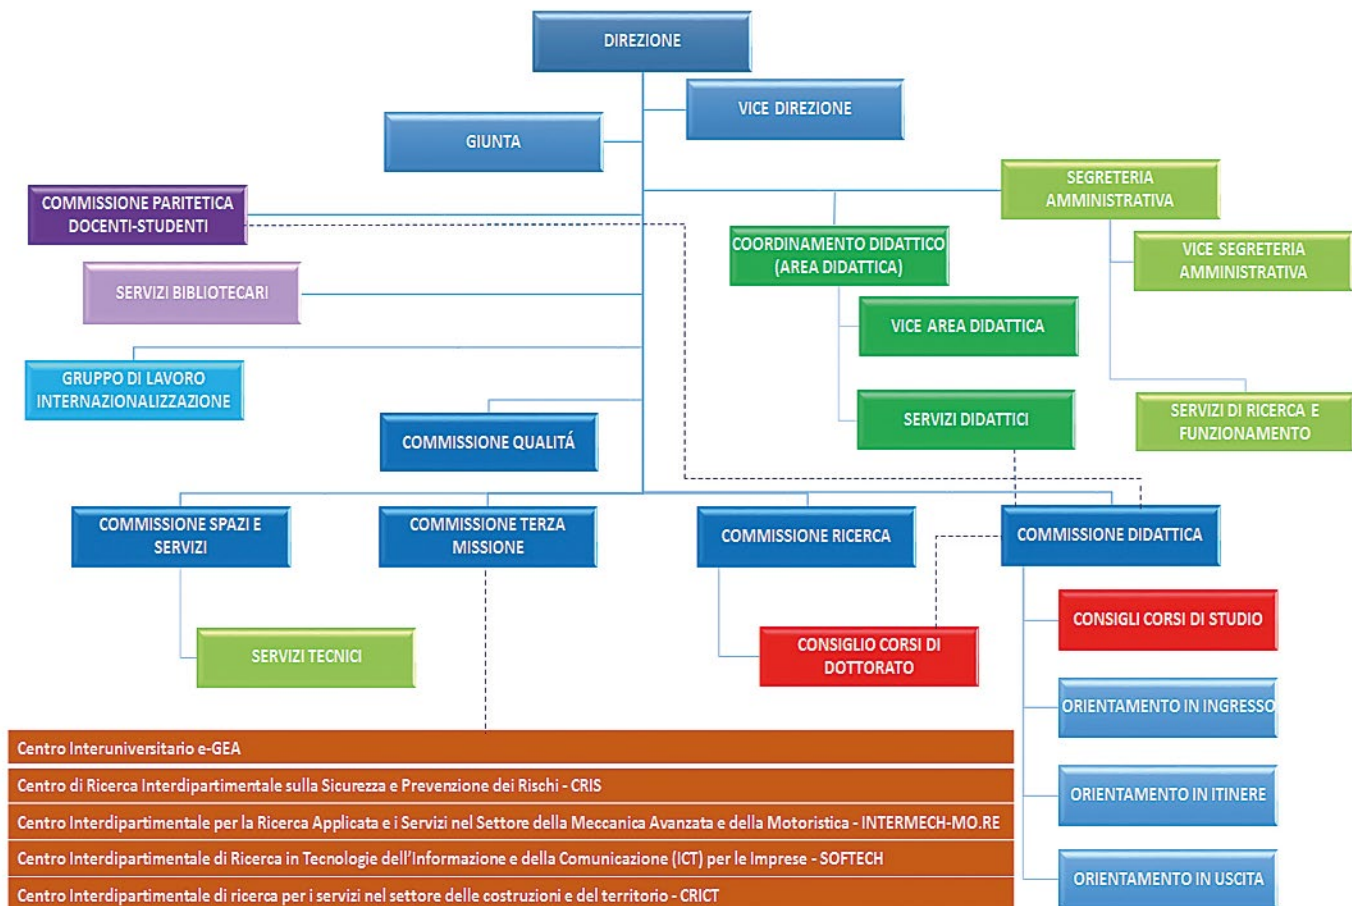 DIREZIONE
VICE DIREZIONE
GIUNTA
SEGRETERIA
AMMINISTRATIVA
COMMISSIONE PARITETICA
DOCENTI-STUDENTI
COORDINAMENTO DIDATTICO
(AREA DIDATTICA)
VICE SEGRETERIA
AMMINISTRATIVA
SERVIZI BIBLIOTECARI
VICE AREA DIDATTICA
GRUPPO DI LAVORO
INTERNAZIONALIZZAZIONE
SERVIZI DIDATTICI
SERVIZI DI RICERCA E
FUNZIONAMENTO
COMMISSIONE QUALITÁ
COMMISSIONE SPAZI E
SERVIZI
COMMISSIONE TERZA
MISSIONE
COMMISSIONE RICERCA
COMMISSIONE DIDATTICA
SERVIZI TECNICI
CONSIGLIO CORSI DI
DOTTORATO
CONSIGLI CORSI DI STUDIO
ORIENTAMENTO IN INGRESSO
ORIENTAMENTO IN ITINERE
ORIENTAMENTO IN USCITA
Centro Interuniversitario e-GEA
Centro di Ricerca Interdipartimentale sulla Sicurezza e Prevenzione dei Rischi - CRIS
Centro Interdipartimentale per la Ricerca Applicata e i Servizi nel Settore della Meccanica Avanzata e della Motoristica - INTERMECH-MO.RE
Centro Interdipartimentale di Ricerca in Tecnologie dell'Informazione e della Comunicazione (ICT) per le Imprese - SOFTECH
Centro Interdipartimentale di ricerca per i servizi nel settore delle costruzioni e del territorio - CRICT